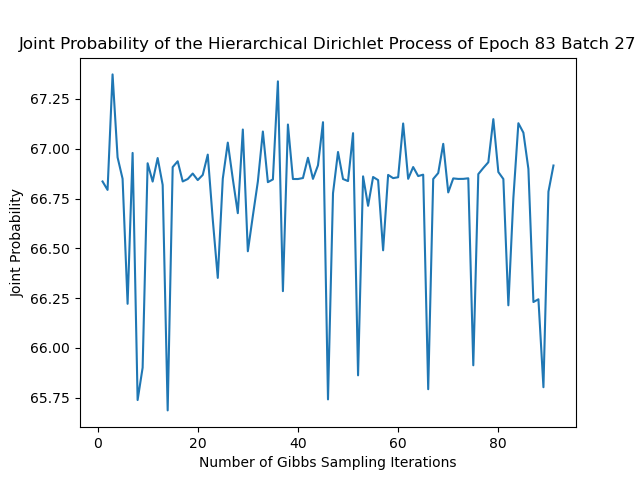 Joint Probability of the Hierarchical Dirichlet Process of Epoch 83 Batch 27
67.25
67.00
66.75
66.50
66.25
66.00
65.75
Joint Probability
0 20 40 60 80
Number of Gibbs Sampling Iterations